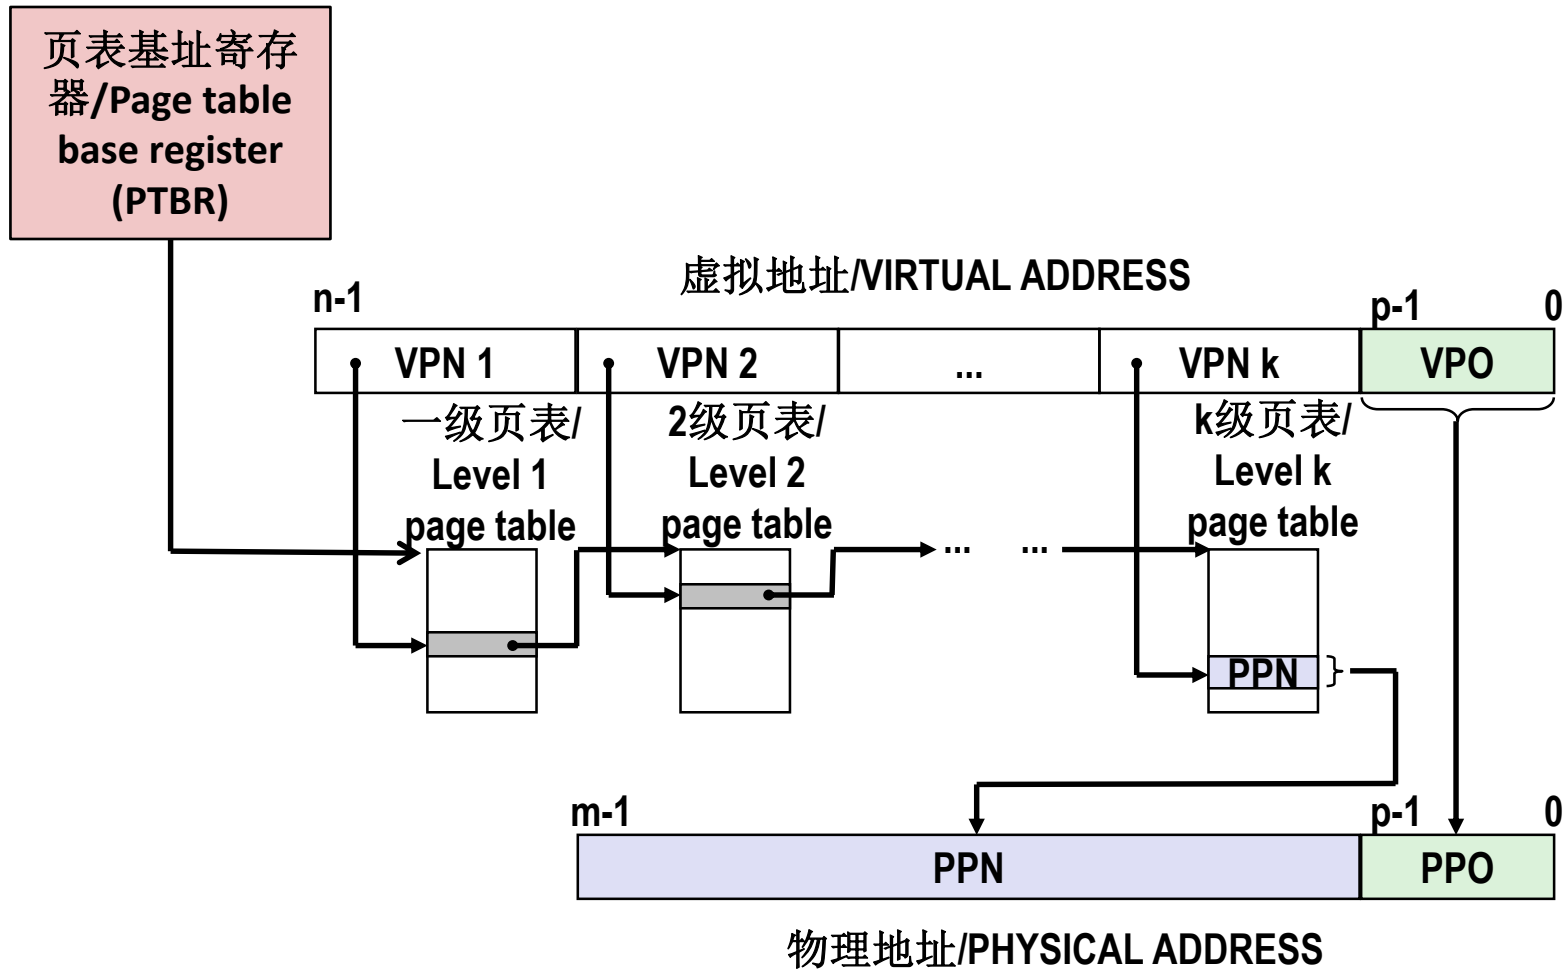 页表基址寄存
器/Page table
base register
(PTBR)
虚拟地址/VIRTUAL ADDRESS
n-1
p-1
0
VPN 1
VPN 2
...
VPN k
VPO
一级页表/
Level 1
page table
2级页表/
Level 2
page table
k级页表/
Level k
page table
... ...
PPN
m-1
p-1
0
PPN
PPO
物理地址/PHYSICAL ADDRESS